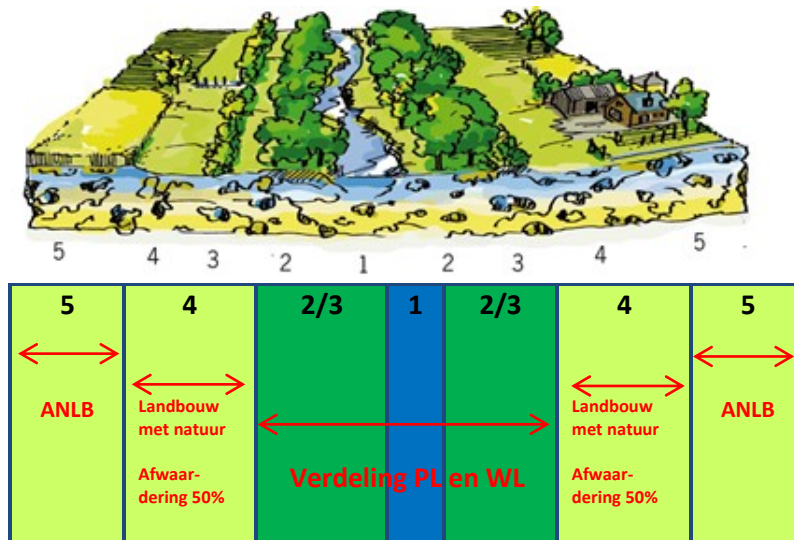 5 4 3 2 1 2 3 4 5
5 4 2/3 1 2/3 4 5
ANLB
Landbouw
met natuur
Afwaar-
dering 50%
Verdeling PL en WL
Landbouw
met natuur
Afwaar-
dering 50%
ANLB